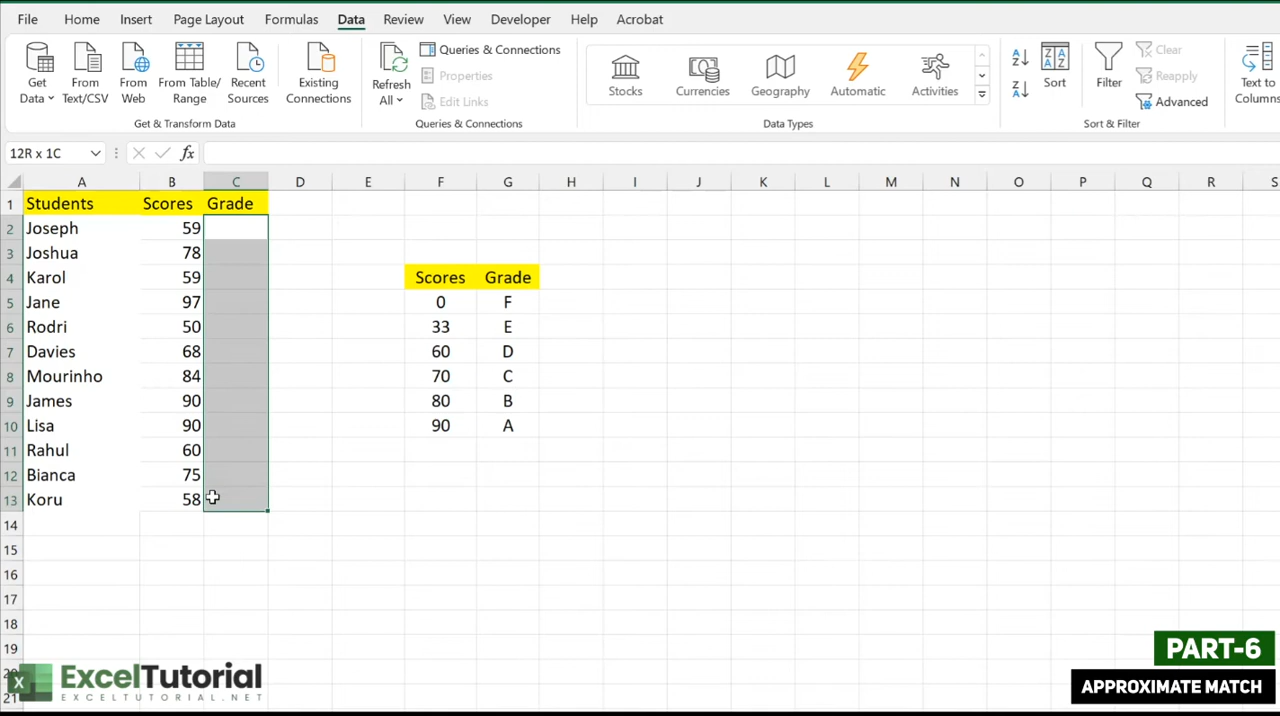 File Home Insert Page Layout Formulas Data Review View Developer Help Acrobat
Get Data
From Text/CSV
From Web
From Table/ Range
Recent Sources
Existing Connections
Get & Transform Data
Refresh All
Queries & Connections
Properties
Edit Links
Queries & Connections
Stocks Currencies Geography Automatic Activities
Data Types
Sort
Filter
Clear
Reapply
Advanced
Sort & Filter
Text to Columns
12R x 1C fx
A B C D E F G H I J K L M N O P Q R S
1 Students Scores Grade
2 Joseph 59
3 Joshua 78
4 Karol 59 Scores Grade
5 Jane 97 0 F
6 Rodri 50 33 E
7 Davies 68 60 D
8 Mourinho 84 70 C
9 James 90 80 B
10 Lisa 90 90 A
11 Rahul 60
12 Bianca 75
13 Koru 58
14
15
16
17
18
19
21
PART-6
APPROXIMATE MATCH
X ExcelTutorial
EXCELTUTORIAL.NET